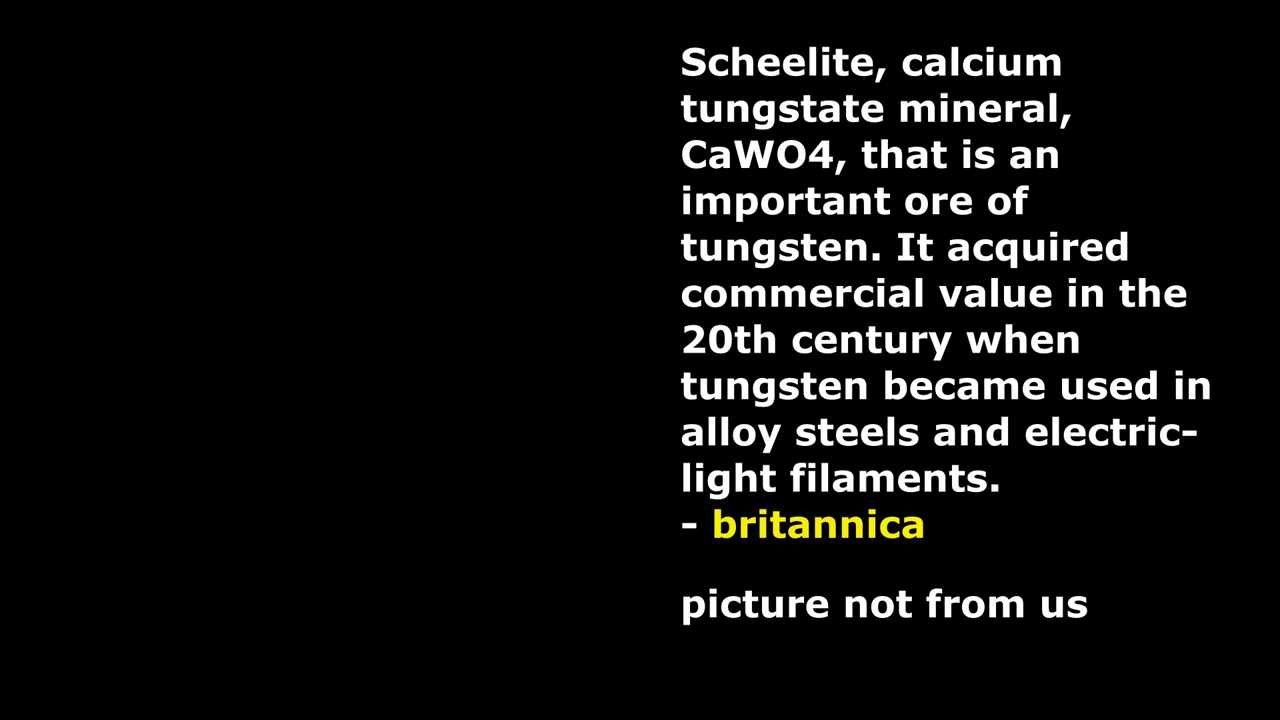 Scheelite, calcium
tungstate mineral,
CaWO4, that is an
important ore of
tungsten. It acquired
commercial value in the
20th century when
tungsten became used in
alloy steels and electric-
light filaments.
- britannica
picture not from us